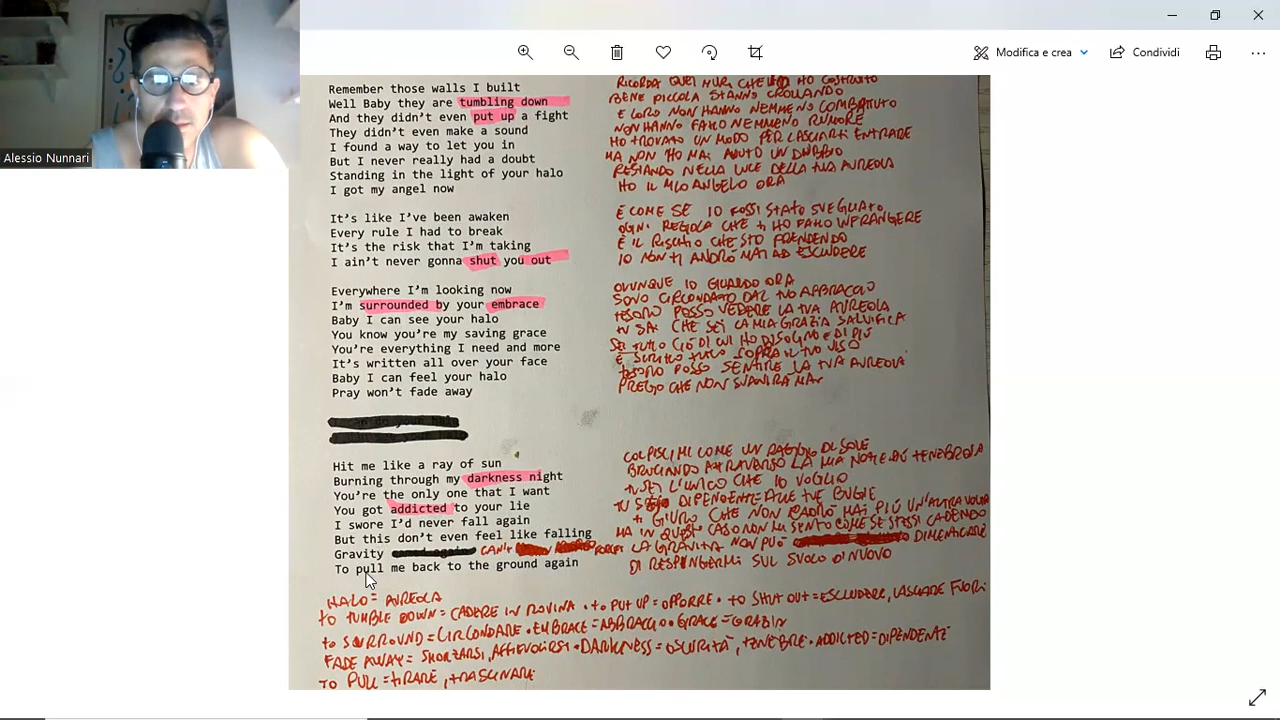 Alessio Nunnari
Modifica e crea
Condividi
Remember those walls I built
Well Baby they are tumbling down
And they didn't even put up a fight
They didn't even make a sound
I found a way to let you in
But I never really had a doubt
Standing in the light of your halo
I got my angel now
It's like I've been awaken
Every rule I had to break
It's the risk that I'm taking
I ain't never gonna shut you out
Everywhere I'm looking now
I'm surrounded by your embrace
Baby I can see your halo
You know you're my saving grace
You're everything I need and more
It's written all over your face
Baby I can feel your halo
Pray won't fade away
Hit me like a ray of sun
Burning through my darkness night
You're the only one that I want
You got addicted to your lie
I swore I'd never fall again
But this don't even feel like falling
Gravity CAN'T FORGET
To pull me back to the ground again
RICORDA QUEI MURI CHE HO COSTRUITO
BENE PICCOLA STANNO CROLLANDO
E LORO NON HANNO NEMMENO COMBATTUTO
NON HANNO FATTO NEMMENO RUMORE
HO TROVATO UN MODO PER LASCIARTI ENTRARE
MA NON HO MAI AVUTO UN DUBBIO
RESTANDO NELLA LUCE DELLA TUA AUREOLA
HO IL MIO ANGELO ORA
È COME SE IO FOSSI STATO SVEGLIATO
OGNI REGOLA CHE HO FATTO INFRANGERE
È IL RISCHIO CHE STO PRENDENDO
IO NON TI ANDRÒ MAI AD ESCLUDERE
OVUNQUE IO GUARDO ORA
SONO CIRCONDATO DAL TUO ABBRACCIO
TESORO POSSO VEDERE LA TUA AUREOLA
TU SAI CHE SEI LA MIA GRAZIA SALVIFICA
SEI TUTTO CIÒ DI CUI HO BISOGNO E DI PIÙ
È SCRITTO TUTTO SOPRA IL TUO VISO
TESORO POSSO SENTIRE LA TUA AUREOLA
PREGO CHE NON SVANIRÀ MAI
COLPISCIMI COME UN RAGGIO DI SOLE
BRUCIANDO ATTRAVERSO LA MIA NOTTE PIÙ TENEBROSA
TU SEI L'UNICO CHE IO VOGLIO
TU DIPENDENTE ALLE TUE BUGIE
TI GIURO CHE NON CADRÒ MAI PIÙ UN'ALTRA VOLTA
MA IN QUESTO CASO NON MI SENTO COME SE STESSI CADENDO
LA GRAVITÀ NON PUÒ DIMENTICARE
DI RESPINGERMI SUL SUOLO DI NUOVO
HALO = AUREOLA
TO TUMBLE DOWN = CADERE IN ROVINA · TO PUT UP = OPPORRE · TO SHUT OUT = ESCLUDERE, LASCIARE FUORI
TO SURROUND = CIRCONDARE · EMBRACE = ABBRACCIO · GRACE = GRAZIA
FADE AWAY = SMORZARSI, AFFIEVOLIRSI · DARKNESS = OSCURITÀ, TENEBRE · ADDICTED = DIPENDENTE
TO PULL = TIRARE, TRASCINARE